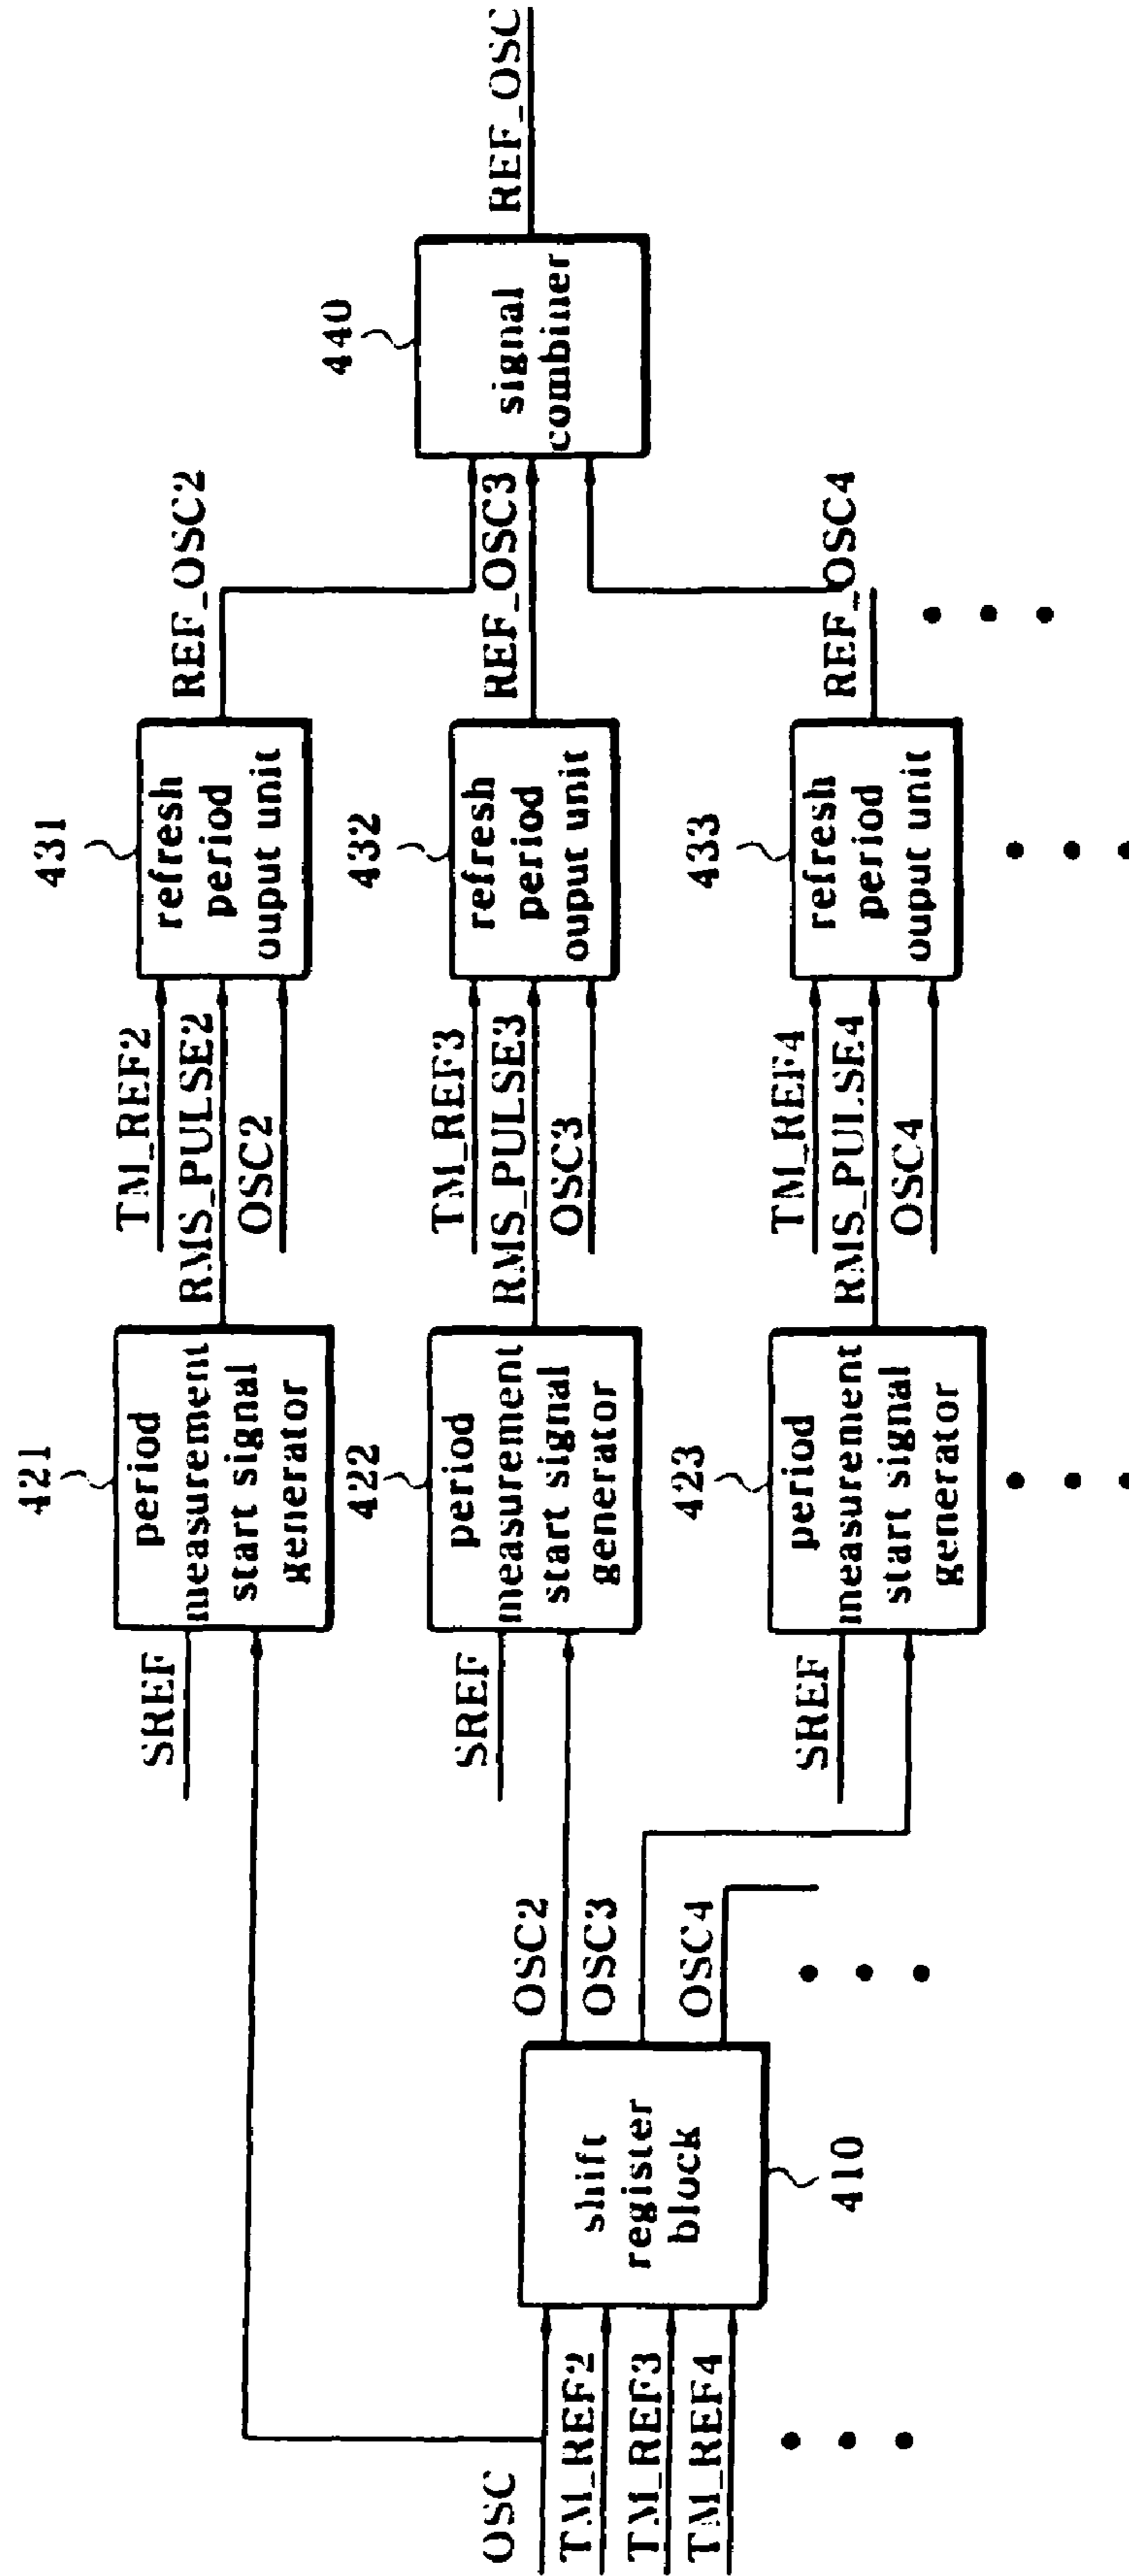 OSC
TM_REF2
TM_REF3
TM_REF4
shift
register
block
410
OSC2
OSC3
OSC4
SREF
421
period
measurement
start signal
generator
SREF
422
period
measurement
start signal
generator
SREF
423
period
measurement
start signal
generator
TM_REF2
RMS_PULSE2
OSC2
TM_REF3
RMS_PULSE3
OSC3
TM_REF4
RMS_PULSE4
OSC4
431
refresh
period
ouput unit
432
refresh
period
ouput unit
433
refresh
period
ouput unit
REF_OSC2
REF_OSC3
REF_OSC4
440
signal
combiner
REF_OSC